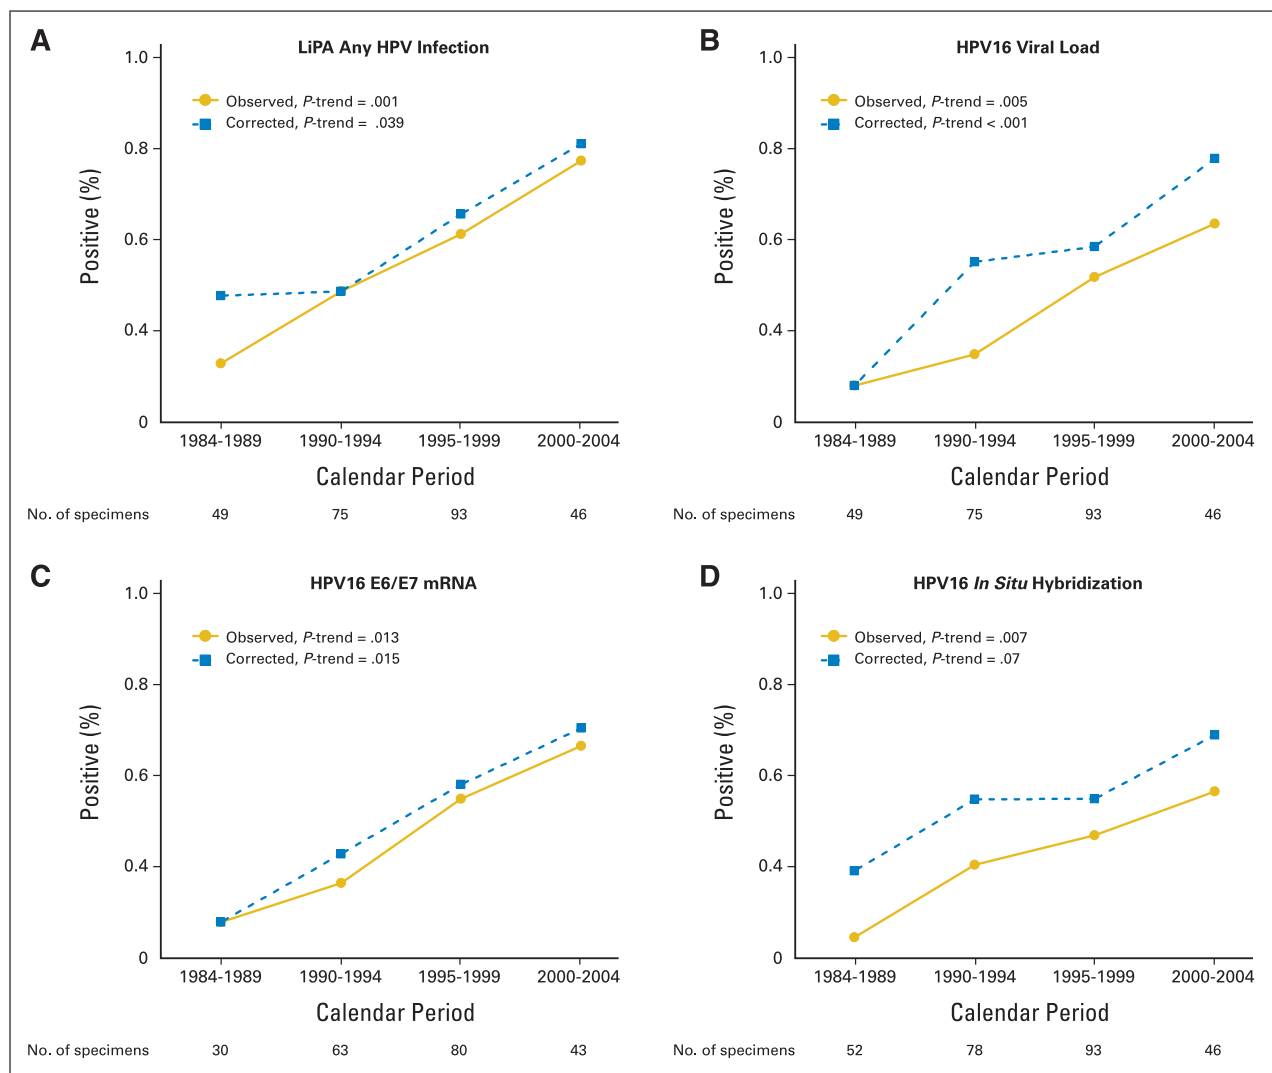 A
LiPA Any HPV Infection
Observed, P-trend = .001
Corrected, P-trend = .039
Positive (%)
1.0
0.8
0.6
0.4
0
1984-1989 1990-1994 1995-1999 2000-2004
Calendar Period
No. of specimens 49 75 93 46
B
HPV16 Viral Load
Observed, P-trend = .005
Corrected, P-trend < .001
Positive (%)
1.0
0.8
0.6
0.4
0
1984-1989 1990-1994 1995-1999 2000-2004
Calendar Period
No. of specimens 49 75 93 46
C
HPV16 E6/E7 mRNA
Observed, P-trend = .013
Corrected, P-trend = .015
Positive (%)
1.0
0.8
0.6
0.4
0
1984-1989 1990-1994 1995-1999 2000-2004
Calendar Period
No. of specimens 30 63 80 43
D
HPV16 In Situ Hybridization
Observed, P-trend = .007
Corrected, P-trend = .07
Positive (%)
1.0
0.8
0.6
0.4
0
1984-1989 1990-1994 1995-1999 2000-2004
Calendar Period
No. of specimens 52 78 93 46